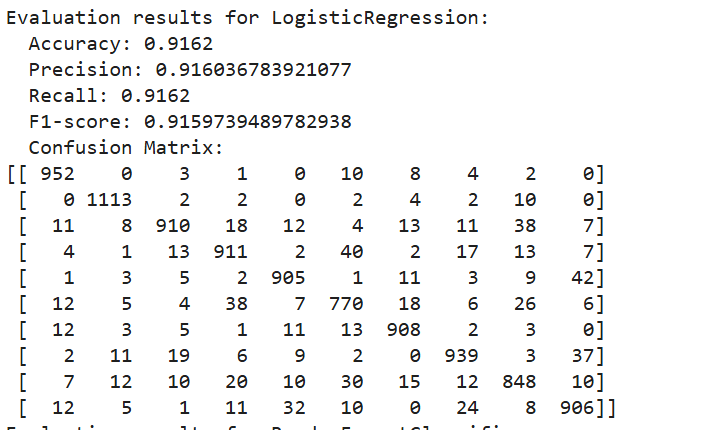 Evaluation results for LogisticRegression:
Accuracy: 0.9162
Precision: 0.916036783921077
Recall: 0.9162
F1-score: 0.9159739489782938
Confusion Matrix:
[[ 952 0 3 1 0 10 8 4 2 0]
[ 0 1113 2 2 0 2 4 2 10 0]
[ 11 8 910 18 12 4 13 11 38 7]
[ 4 1 13 911 2 40 2 17 13 7]
[ 1 3 5 2 905 1 11 3 9 42]
[ 12 5 4 38 7 770 18 6 26 6]
[ 12 3 5 1 11 13 908 2 3 0]
[ 2 11 19 6 9 2 0 939 3 37]
[ 7 12 10 20 10 30 15 12 848 10]
[ 12 5 1 11 32 10 0 24 8 906]]